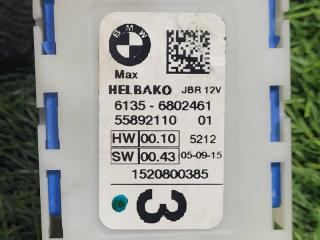 BMW
Max
HELBAKO JBR 12V
6135 - 6802461
55892110 01
HW 00.10 5212
SW 00.43 05-09-15
1520800385
3